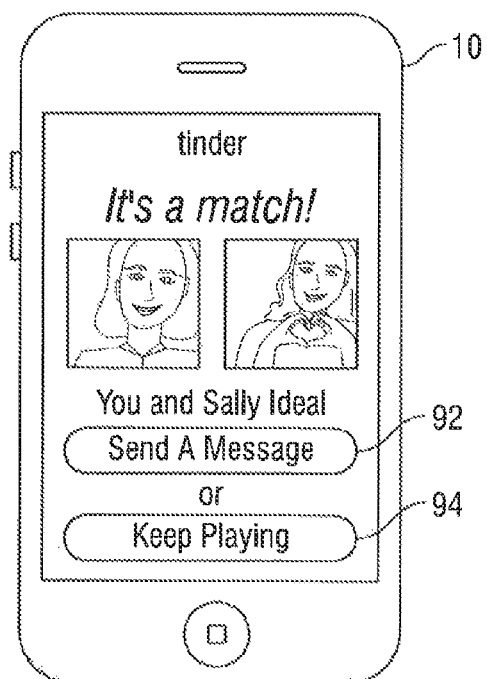 10
tinder
It's a match!
You and Sally Ideal
92
Send A Message
or
94
Keep Playing